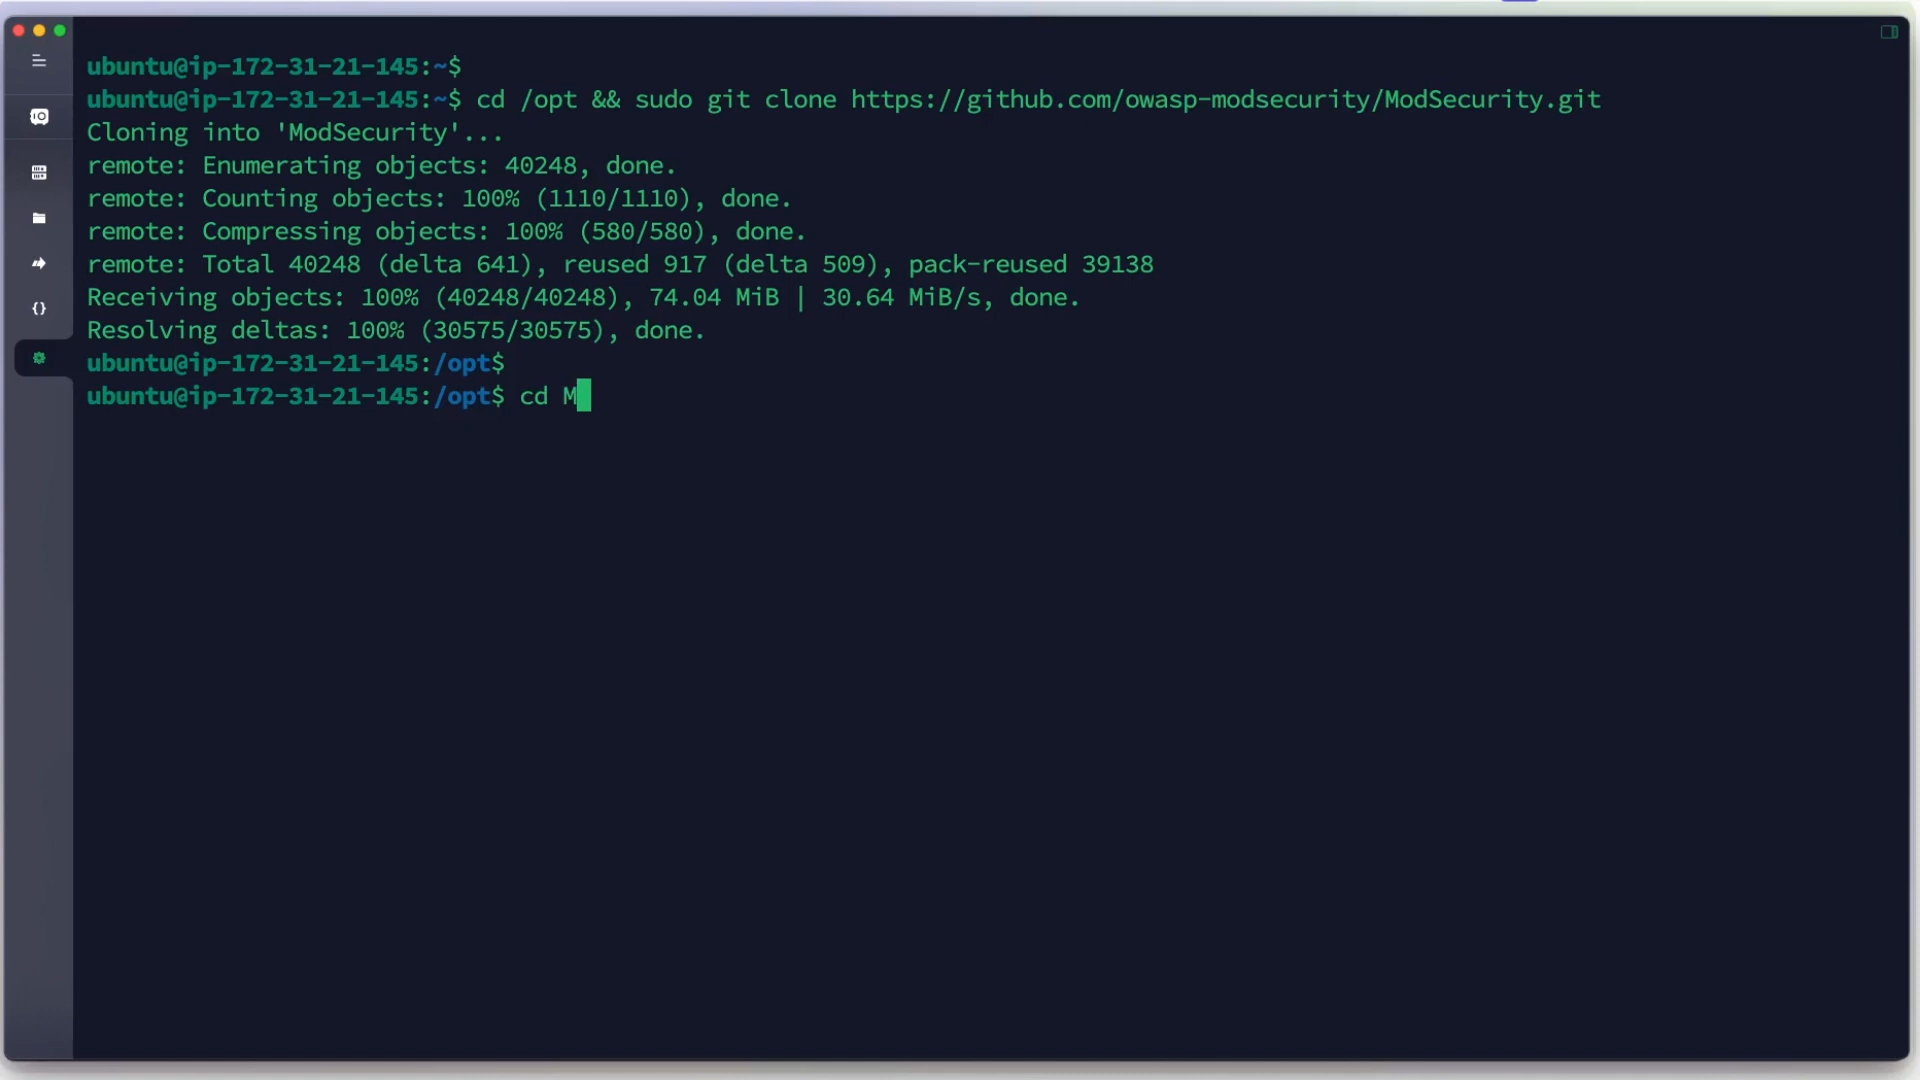 ubuntu@ip-172-31-21-145:~$
ubuntu@ip-172-31-21-145:~$ cd /opt && sudo git clone https://github.com/owasp-modsecurity/ModSecurity.git
Cloning into 'ModSecurity'...
remote: Enumerating objects: 40248, done.
remote: Counting objects: 100% (1110/1110), done.
remote: Compressing objects: 100% (580/580), done.
remote: Total 40248 (delta 641), reused 917 (delta 509), pack-reused 39138
Receiving objects: 100% (40248/40248), 74.04 MiB | 30.64 MiB/s, done.
Resolving deltas: 100% (30575/30575), done.
ubuntu@ip-172-31-21-145:/opt$
ubuntu@ip-172-31-21-145:/opt$ cd M